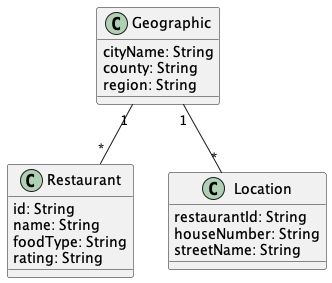 C Geographic
cityName: String
county: String
region: String
1
1
*
*
C Restaurant
id: String
name: String
foodType: String
rating: String
C Location
restaurantId: String
houseNumber: String
streetName: String